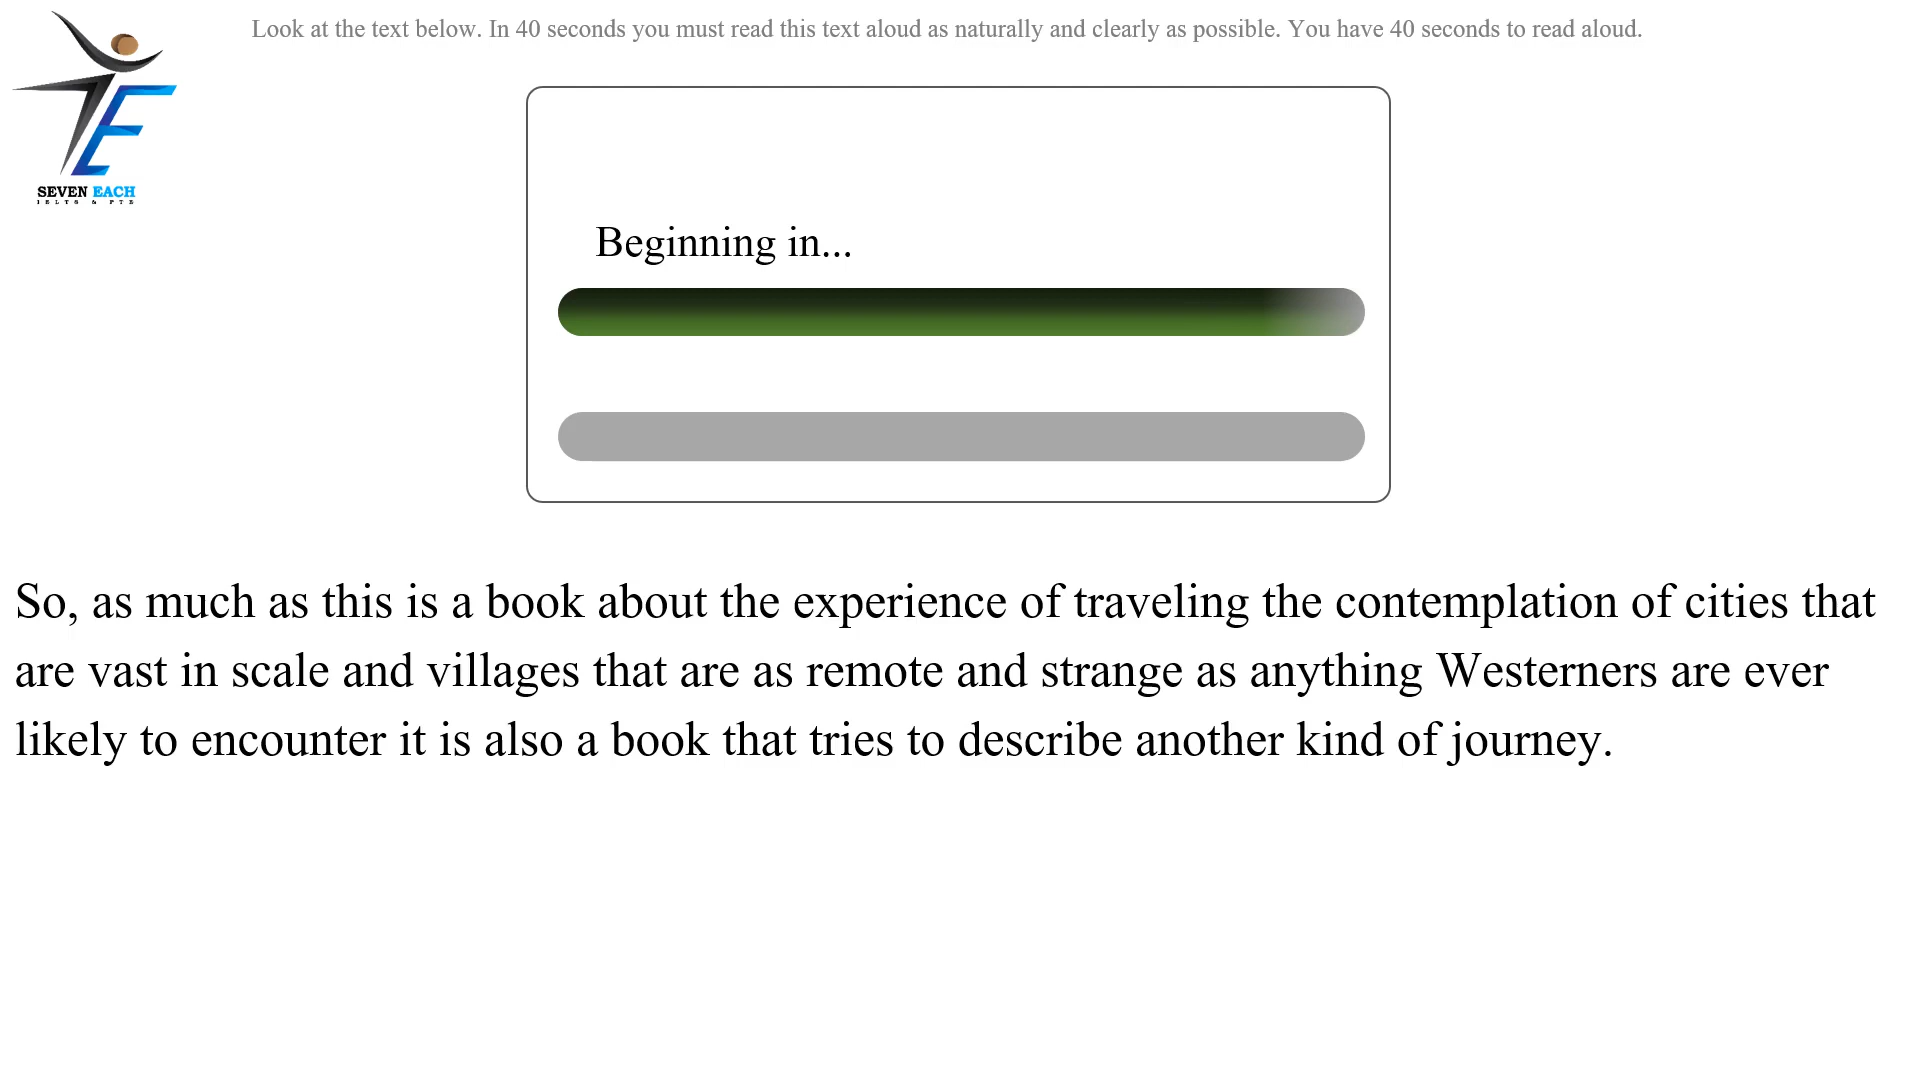 Look at the text below. In 40 seconds you must read this text aloud as naturally and clearly as possible. You have 40 seconds to read aloud.
SEVEN EACH
IELTS & PTE
Beginning in...
So, as much as this is a book about the experience of traveling the contemplation of cities that
are vast in scale and villages that are as remote and strange as anything Westerners are ever
likely to encounter it is also a book that tries to describe another kind of journey.